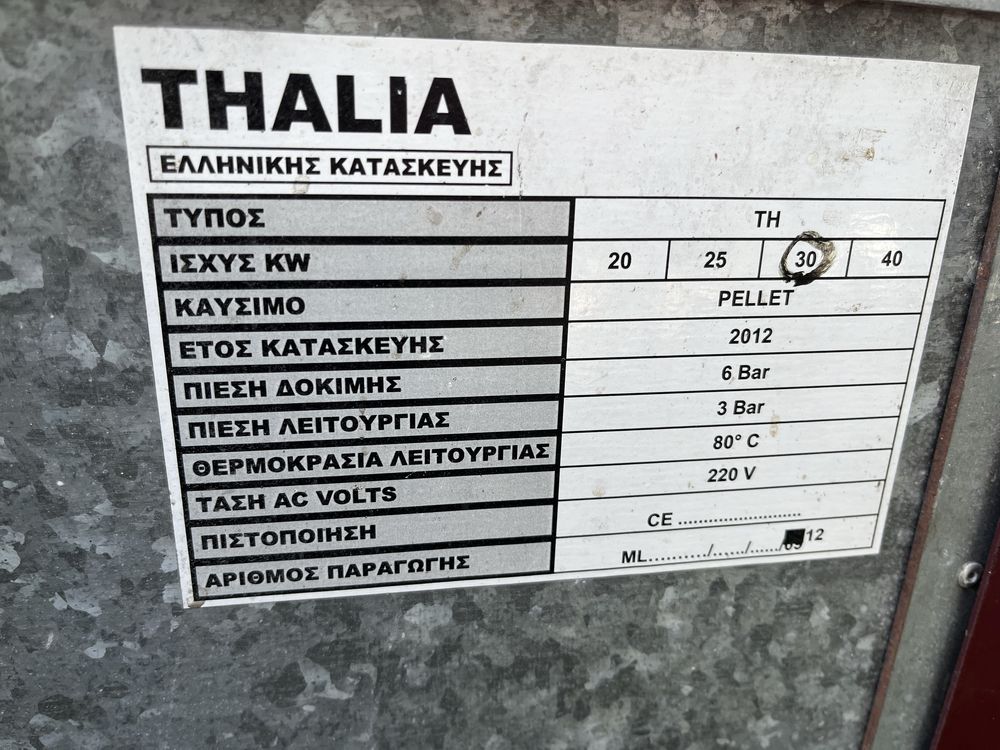 THALIA
ΕΛΛΗΝΙΚΗΣ ΚΑΤΑΣΚΕΥΗΣ
ΤΥΠΟΣ TH
ΙΣΧΥΣ KW 20 25 30 40
ΚΑΥΣΙΜΟ PELLET
ΕΤΟΣ ΚΑΤΑΣΚΕΥΗΣ 2012
ΠΙΕΣΗ ΔΟΚΙΜΗΣ 6 Bar
ΠΙΕΣΗ ΛΕΙΤΟΥΡΓΙΑΣ 3 Bar
ΘΕΡΜΟΚΡΑΣΙΑ ΛΕΙΤΟΥΡΓΙΑΣ 80° C
ΤΑΣΗ AC VOLTS 220 V
ΠΙΣΤΟΠΟΙΗΣΗ CE ........................
ΑΡΙΘΜΟΣ ΠΑΡΑΓΩΓΗΣ ML........../....../....../ 12